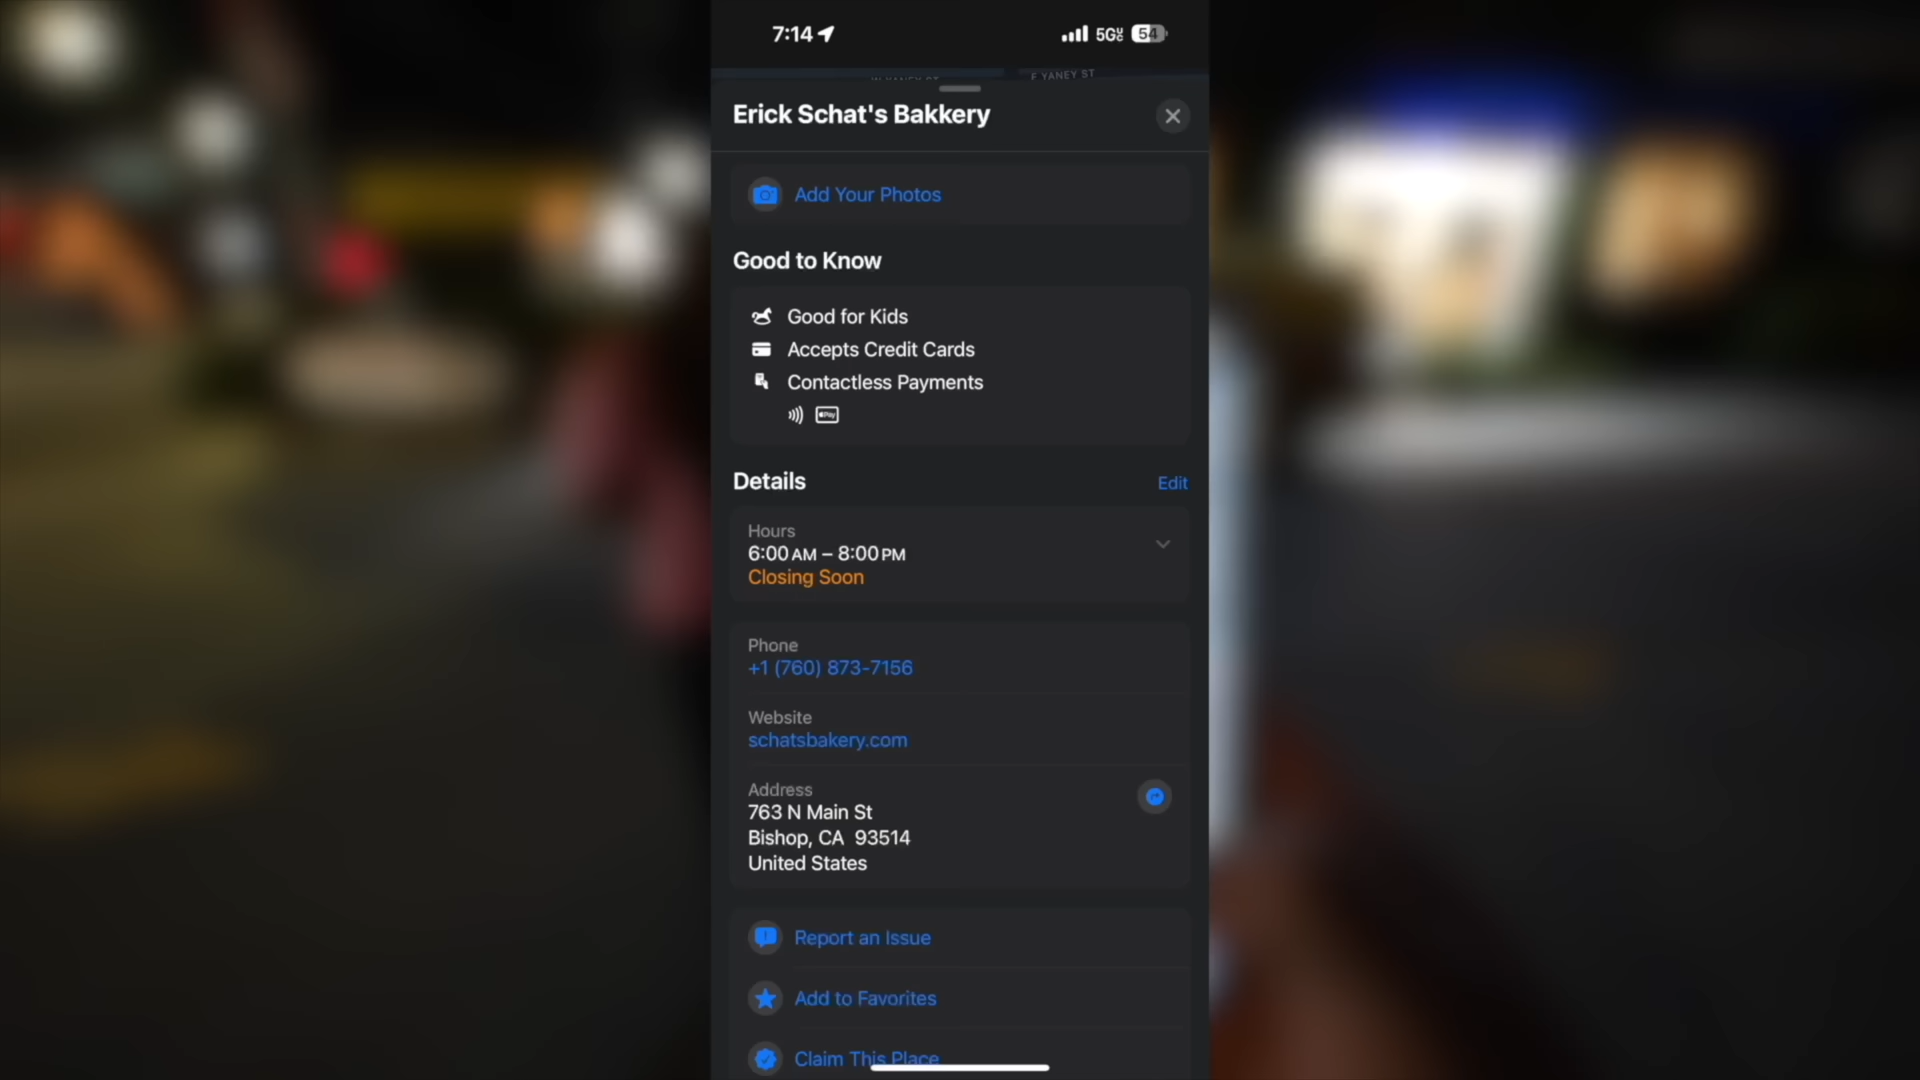 7:14
5G
54
E YANEY ST
Erick Schat's Bakkery
Add Your Photos
Good to Know
Good for Kids
Accepts Credit Cards
Contactless Payments
Pay
Details
Edit
Hours
6:00 AM – 8:00 PM
Closing Soon
Phone
+1 (760) 873-7156
Website
schatsbakery.com
Address
763 N Main St
Bishop, CA 93514
United States
Report an Issue
Add to Favorites
Claim This Place